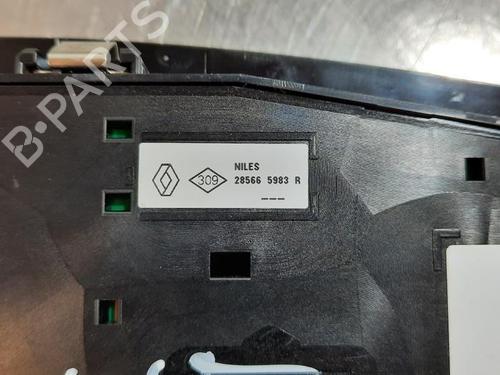 B-PARTS
NILES
309
28566 5983 R
---